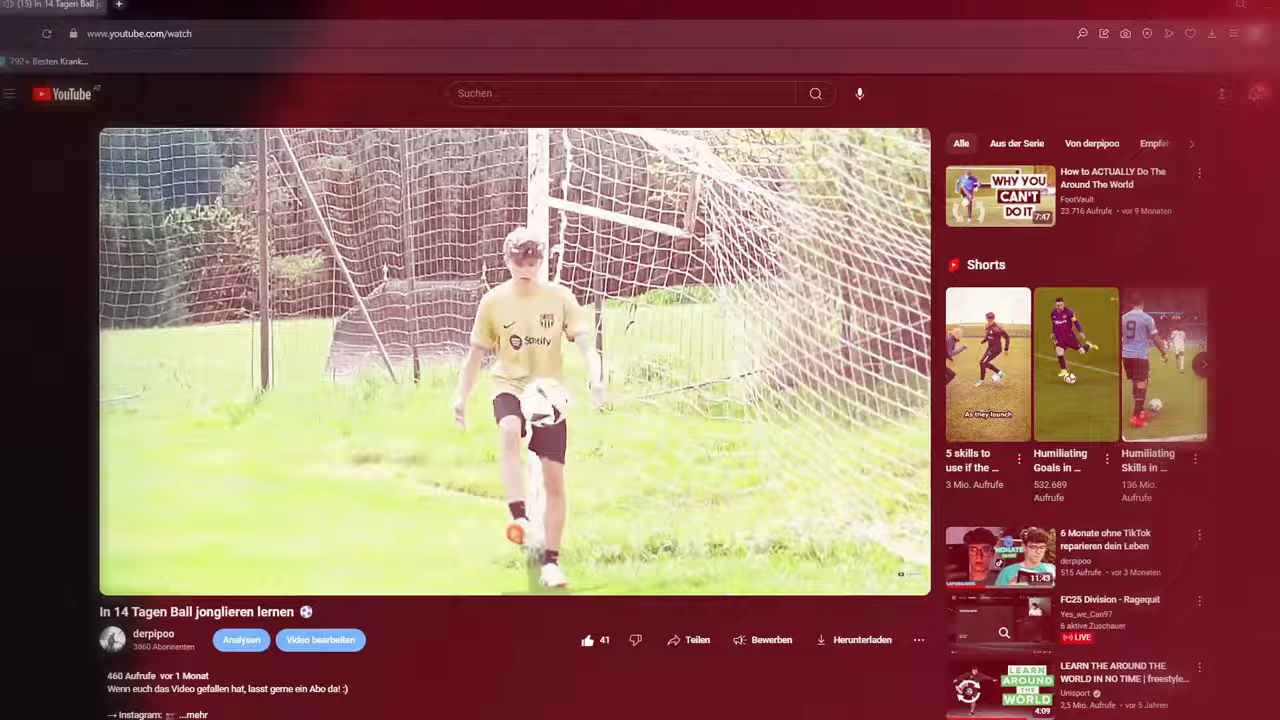 (15) In 14 Tagen Ball j
www.youtube.com/watch
792+ Besten Krank...
YouTube AT
Suchen
Spotify
In 14 Tagen Ball jonglieren lernen
derpipoo
3860 Abonnenten
Analysen
Video bearbeiten
41
Teilen
Bewerben
Herunterladen
...
460 Aufrufe vor 1 Monat
Wenn euch das Video gefallen hat, lasst gerne ein Abo da! :)
→ Instagram:
...mehr
Alle
Aus der Serie
Von derpipoo
Empfe
WHY YOU
CAN'T
DO IT
7:47
How to ACTUALLY Do The
Around The World
FootVault
23.716 Aufrufe • vor 9 Monaten
Shorts
As they launch
9
5 skills to
use if the ...
3 Mio. Aufrufe
Humiliating
Goals in ...
532.689
Aufrufe
Humiliating
Skills in ...
136 Mio.
Aufrufe
MONATE
11:43
6 Monate ohne TikTok
reparieren dein Leben
derpipoo
515 Aufrufe • vor 3 Monaten
FC25 Division - Ragequit
Yes_we_Can97
6 aktive Zuschauer
LIVE
LEARN
AROUND
THE
WORLD
4:09
LEARN THE AROUND THE
WORLD IN NO TIME | freestyle...
Unisport
2,5 Mio. Aufrufe • vor 5 Jahren